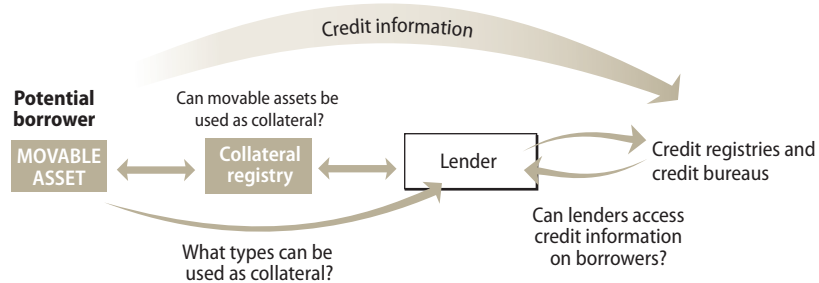 Credit information
Potential
borrower
Can movable assets be
used as collateral?
MOVABLE
ASSET
Collateral
registry
Lender
Credit registries and
credit bureaus
What types can be
used as collateral?
Can lenders access
credit information
on borrowers?